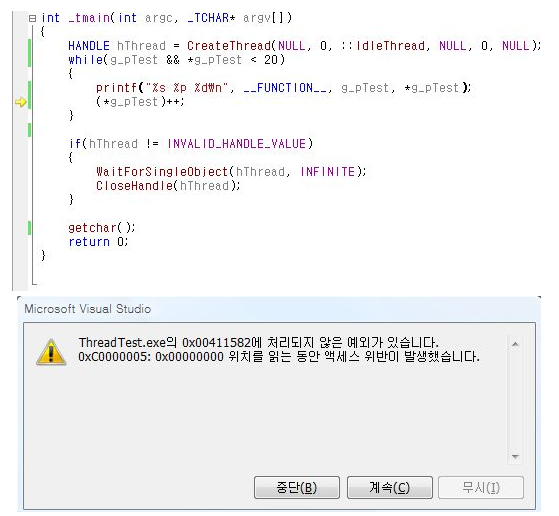 int _tmain(int argc, _TCHAR* argv[])
{
HANDLE hThread = CreateThread(NULL, 0, ::IdleThread, NULL, 0, NULL);
while(g_pTest && *g_pTest < 20)
{
printf("%s %p %d₩n", __FUNCTION__, g_pTest, *g_pTest);
(*g_pTest)++;
}
if(hThread != INVALID_HANDLE_VALUE)
{
WaitForSingleObject(hThread, INFINITE);
CloseHandle(hThread);
}
getchar();
return 0;
}
Microsoft Visual Studio
ThreadTest.exe의 0x00411582에 처리되지 않은 예외가 있습니다.
0xC0000005: 0x00000000 위치를 읽는 동안 액세스 위반이 발생했습니다.
중단(B) 계속(C) 무시(I)